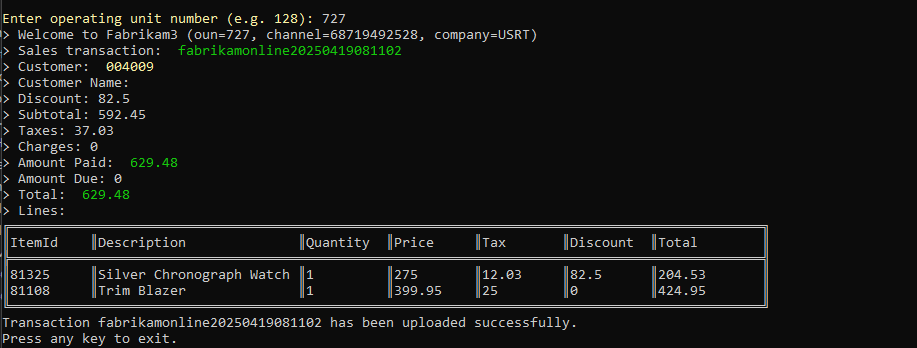 Enter operating unit number (e.g. 128): 727
> Welcome to Fabrikam3 (oun=727, channel=68719492528, company=USRT)
> Sales transaction:  fabrikamonline20250419081102
> Customer:  004009
> Customer Name:
> Discount: 82.5
> Subtotal: 592.45
> Taxes: 37.03
> Charges: 0
> Amount Paid:  629.48
> Amount Due: 0
> Total:  629.48
> Lines:
ItemId Description Quantity Price Tax Discount Total
81325 Silver Chronograph Watch 1 275 12.03 82.5 204.53
81108 Trim Blazer 1 399.95 25 0 424.95
Transaction fabrikamonline20250419081102 has been uploaded successfully.
Press any key to exit.